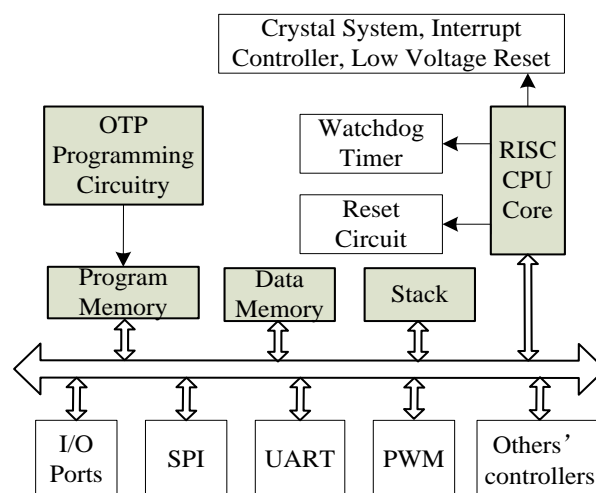 Crystal System, Interrupt
Controller, Low Voltage Reset
OTP
Programming
Circuitry
Watchdog
Timer
RISC
CPU
Core
Reset
Circuit
Program
Memory
Data
Memory
Stack
I/O
Ports
SPI
UART
PWM
Others’
controllers